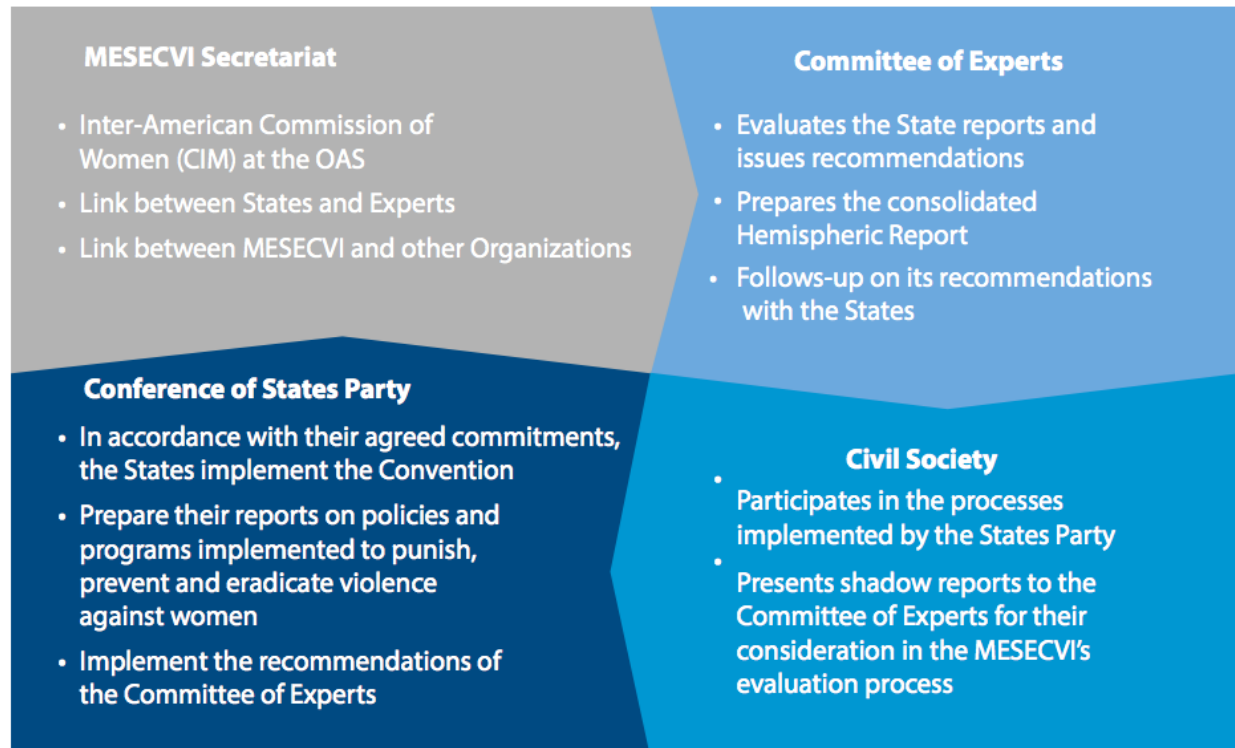 MESECVI Secretariat
• Inter-American Commission of
Women (CIM) at the OAS
• Link between States and Experts
• Link between MESECVI and other Organizations
Committee of Experts
• Evaluates the State reports and
issues recommendations
• Prepares the consolidated
Hemispheric Report
• Follows-up on its recommendations
with the States
Conference of States Party
• In accordance with their agreed commitments,
the States implement the Convention
• Prepare their reports on policies and
programs implemented to punish,
prevent and eradicate violence
against women
• Implement the recommendations of
the Committee of Experts
Civil Society
• Participates in the processes
implemented by the States Party
• Presents shadow reports to the
Committee of Experts for their
consideration in the MESECVI's
evaluation process